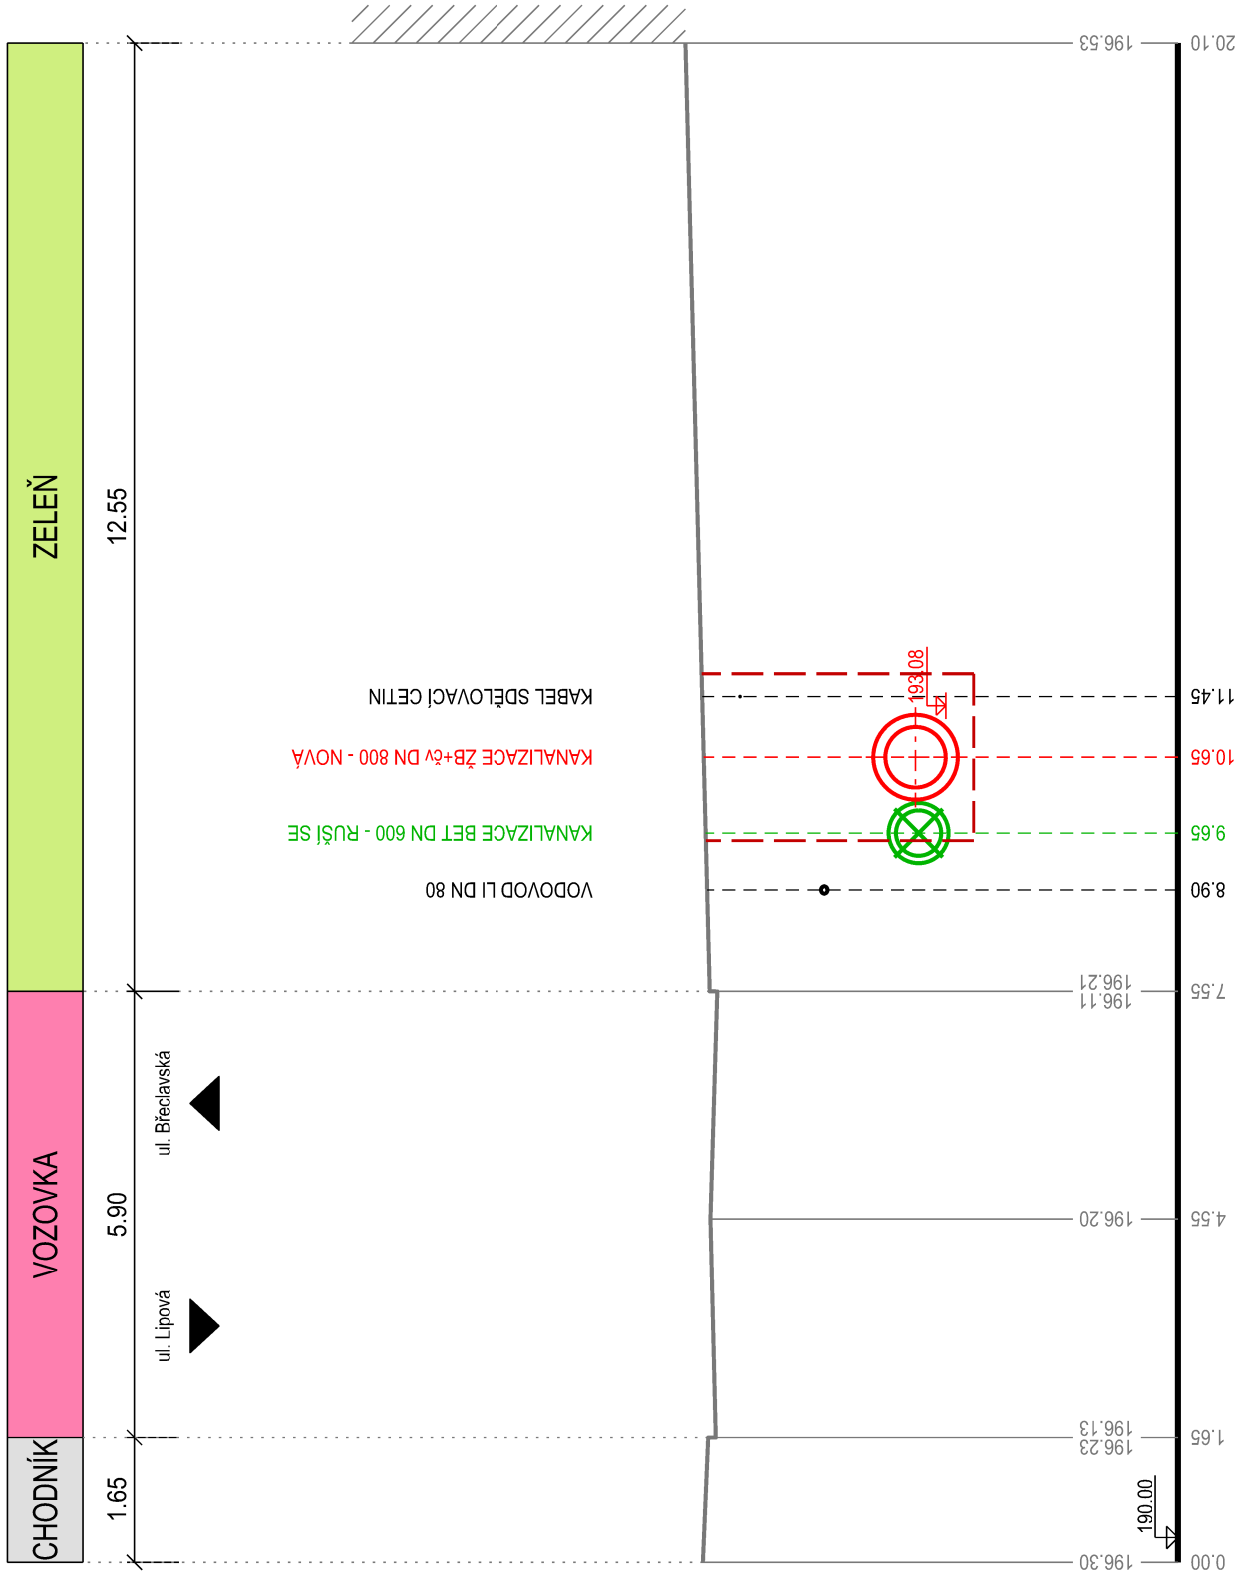 CHODNÍK
VOZOVKA
ZELEŇ
1.65
5.90
12.55
ul. Lipová
ul. Břeclavská
VODOVOD LI DN 80
KANALIZACE BET DN 600 - RUŠÍ SE
KANALIZACE ŽB+čv DN 800 - NOVÁ
KABEL SDĚLOVACÍ CETIN
193.08
196.30
196.23
196.13
196.20
196.11
196.21
196.53
190.00
0.00
1.65
4.55
7.55
8.90
9.65
10.65
11.45
20.10